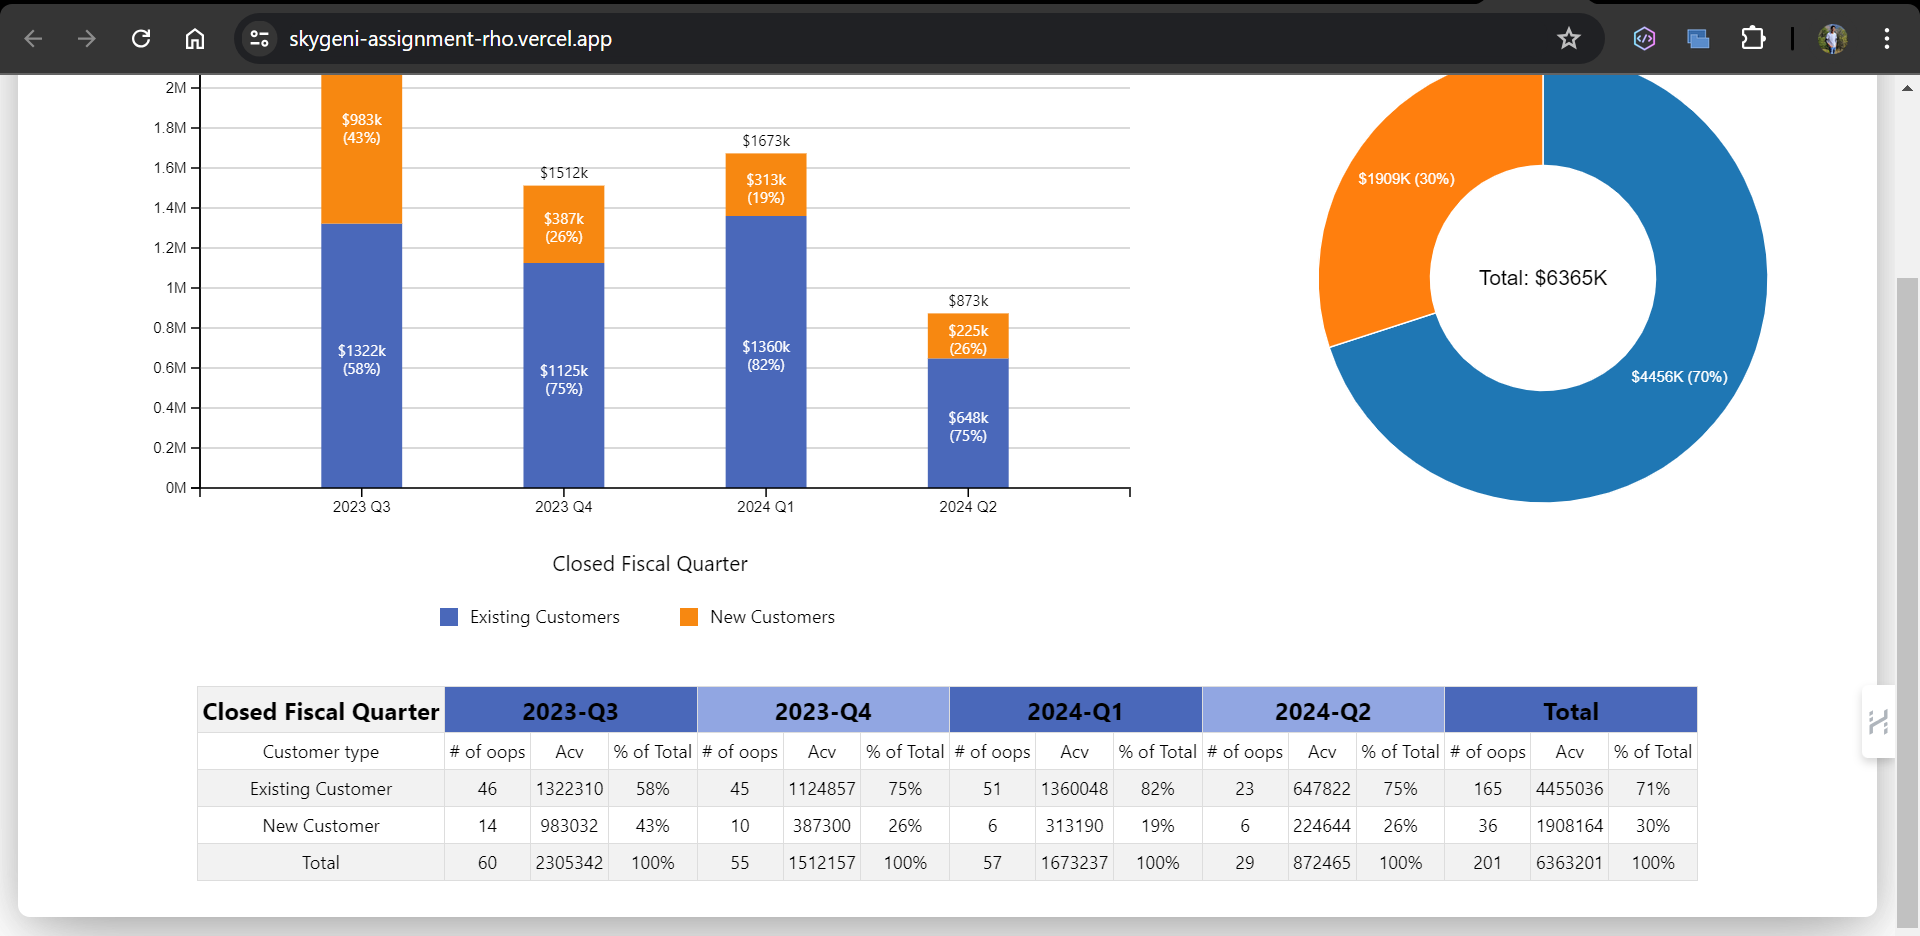 skygeni-assignment-rho.vercel.app
2M
1.8M
1.6M
1.4M
1.2M
1M
0.8M
0.6M
0.4M
0.2M
0M
$983k
(43%)
$1322k
(58%)
$1512k
$387k
(26%)
$1125k
(75%)
$1673k
$313k
(19%)
$1360k
(82%)
$873k
$225k
(26%)
$648k
(75%)
2023 Q3 2023 Q4 2024 Q1 2024 Q2
Closed Fiscal Quarter
Existing Customers New Customers
$1909K (30%)
Total: $6365K
$4456K (70%)
Closed Fiscal Quarter 2023-Q3 2023-Q4 2024-Q1 2024-Q2 Total
Customer type # of oops Acv % of Total # of oops Acv % of Total # of oops Acv % of Total # of oops Acv % of Total # of oops Acv % of Total
Existing Customer 46 1322310 58% 45 1124857 75% 51 1360048 82% 23 647822 75% 165 4455036 71%
New Customer 14 983032 43% 10 387300 26% 6 313190 19% 6 224644 26% 36 1908164 30%
Total 60 2305342 100% 55 1512157 100% 57 1673237 100% 29 872465 100% 201 6363201 100%